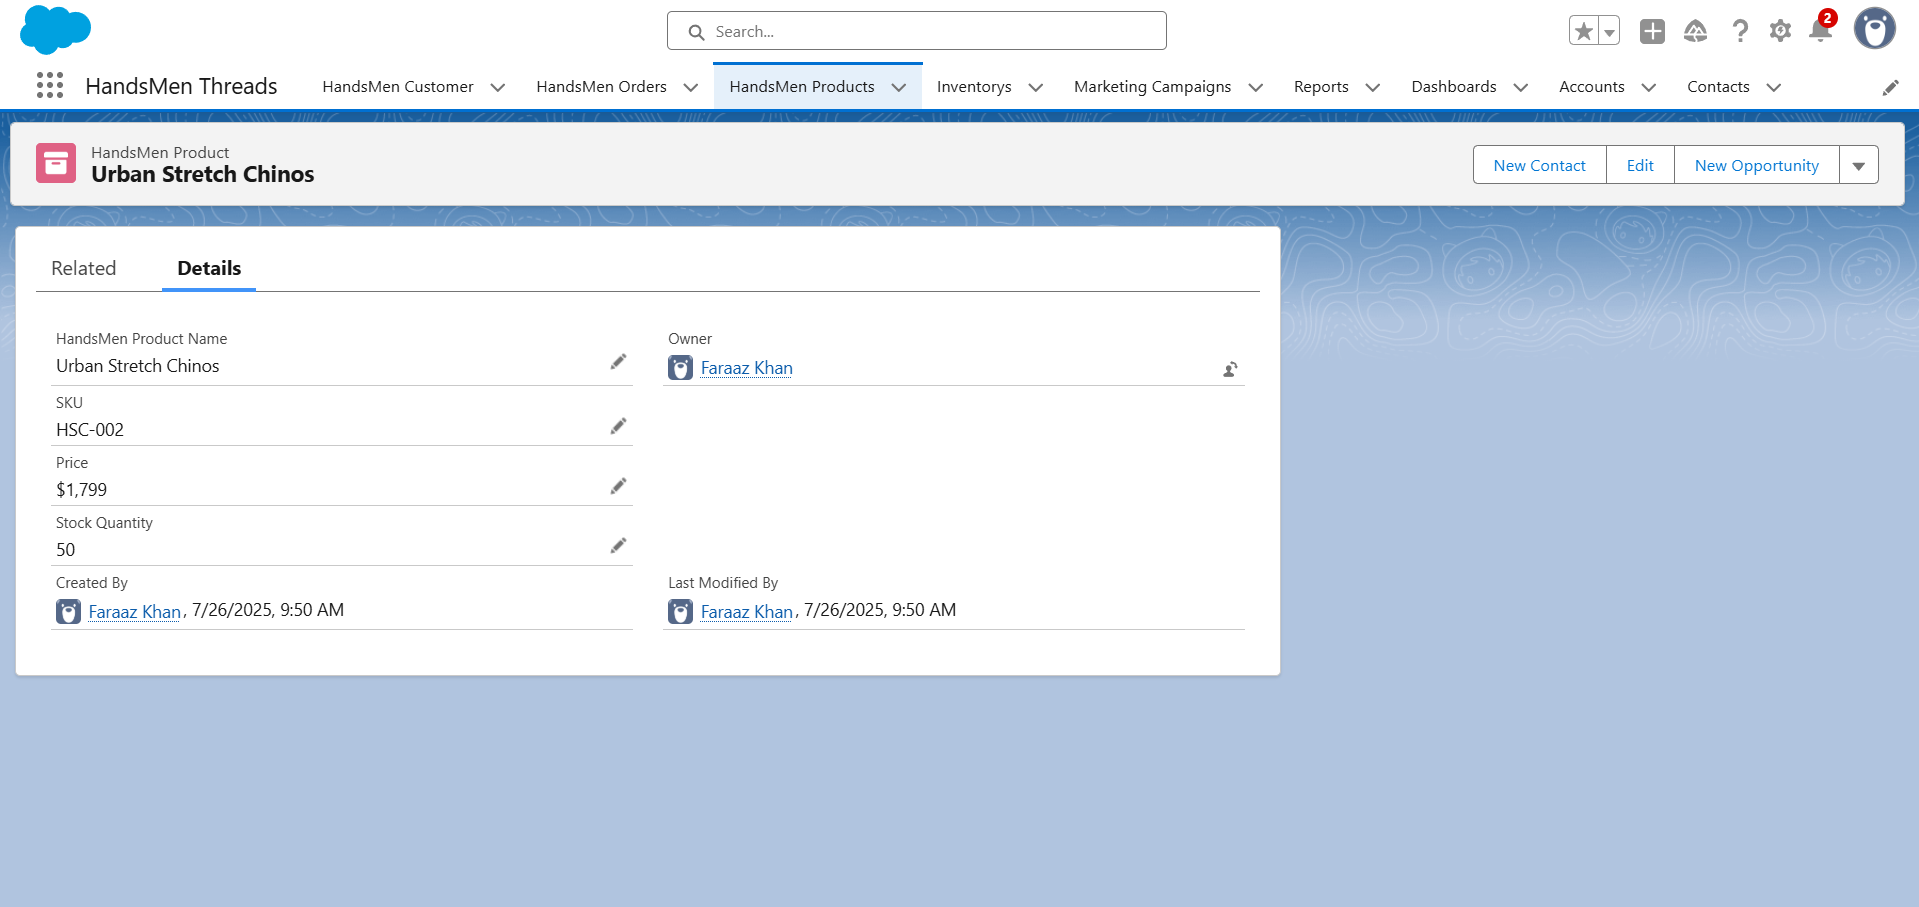 Search...
2
HandsMen Threads
HandsMen Customer
HandsMen Orders
HandsMen Products
Inventorys
Marketing Campaigns
Reports
Dashboards
Accounts
Contacts
HandsMen Product
Urban Stretch Chinos
New Contact
Edit
New Opportunity
Related
Details
HandsMen Product Name
Urban Stretch Chinos
Owner
Faraaz Khan
SKU
HSC-002
Price
$1,799
Stock Quantity
50
Created By
Faraaz Khan, 7/26/2025, 9:50 AM
Last Modified By
Faraaz Khan, 7/26/2025, 9:50 AM